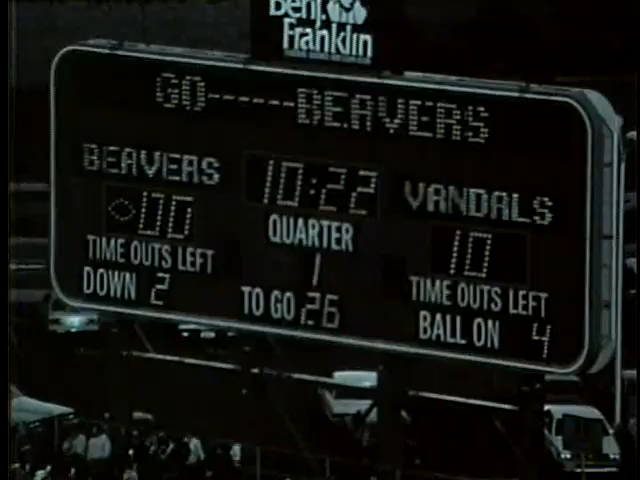 Benj.
Franklin
GO------BEAVERS
BEAVERS 10:22 VANDALS
00 QUARTER 10
TIME OUTS LEFT 1 TIME OUTS LEFT
DOWN 2 TO GO 26 BALL ON 4